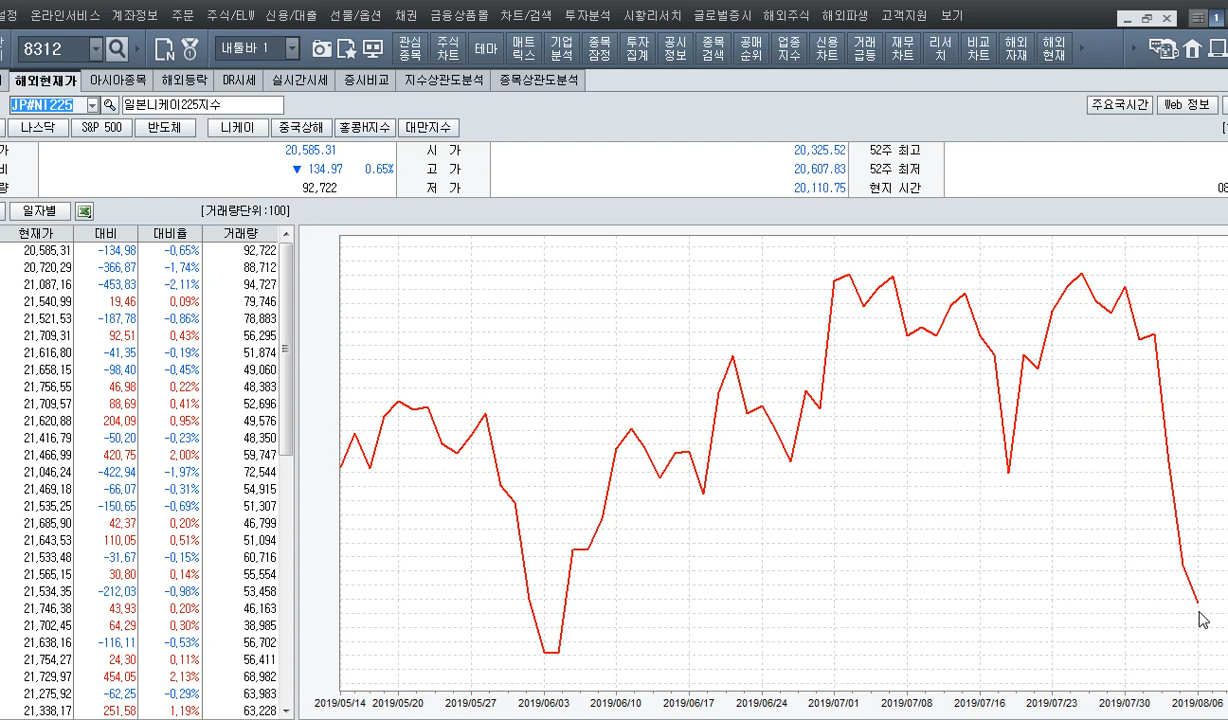 설정 온라인서비스 계좌정보 주문 주식/ELW 신용/대출 선물/옵션 채권 금융상품몰 차트/검색 투자분석 시황리서치 글로벌증시 해외주식 해외파생 고객지원 보기
8312 내툴바 1 관심종목 주식차트 테마 매트릭스 기업분석 종목잠정 투자집계 공시정보 종목검색 공매순위 업종지수 신용차트 거래급등 재무차트 리서치 비교차트 해외자재 해외현재
해외현재가 아시아종목 해외등락 DR시세 실시간시세 증시비교 지수상관도분석 종목상관도분석
JP#NI225 일본니케이225지수 주요국시간 Web 정보
나스닥 S&P 500 반도체 니케이 중국상해 홍콩H지수 대만지수
가 20,585.31 시 가 20,325.52 52주 최고
비 ▼ 134.97 0.65% 고 가 20,607.83 52주 최저
량 92,722 저 가 20,110.75 현지 시간 08
일자별 [거래량단위:100]
현재가 대비 대비율 거래량
20,585.31 -134.98 -0.65% 92,722
20,720.29 -366.87 -1.74% 88,712
21,087.16 -453.83 -2.11% 94,727
21,540.99 19.46 0.09% 79,746
21,521.53 -187.78 -0.86% 78,883
21,709.31 92.51 0.43% 56,295
21,616.80 -41.35 -0.19% 51,874
21,658.15 -98.40 -0.45% 49,060
21,756.55 46.98 0.22% 48,383
21,709.57 88.69 0.41% 52,696
21,620.88 204.09 0.95% 49,576
21,416.79 -50.20 -0.23% 48,350
21,466.99 420.75 2.00% 59,747
21,046.24 -422.94 -1.97% 72,544
21,469.18 -66.07 -0.31% 54,915
21,535.25 -150.65 -0.69% 51,307
21,685.90 42.37 0.20% 46,799
21,643.53 110.05 0.51% 51,094
21,533.48 -31.67 -0.15% 60,716
21,565.15 30.80 0.14% 55,554
21,534.35 -212.03 -0.98% 53,458
21,746.38 43.93 0.20% 46,163
21,702.45 64.29 0.30% 38,985
21,638.16 -116.11 -0.53% 56,702
21,754.27 24.30 0.11% 56,411
21,729.97 454.05 2.13% 68,982
21,275.92 -62.25 -0.29% 63,983
21,338.17 251.58 1.19% 63,228
2019/05/14 2019/05/20 2019/05/27 2019/06/03 2019/06/10 2019/06/17 2019/06/24 2019/07/01 2019/07/08 2019/07/16 2019/07/23 2019/07/30 2019/08/06